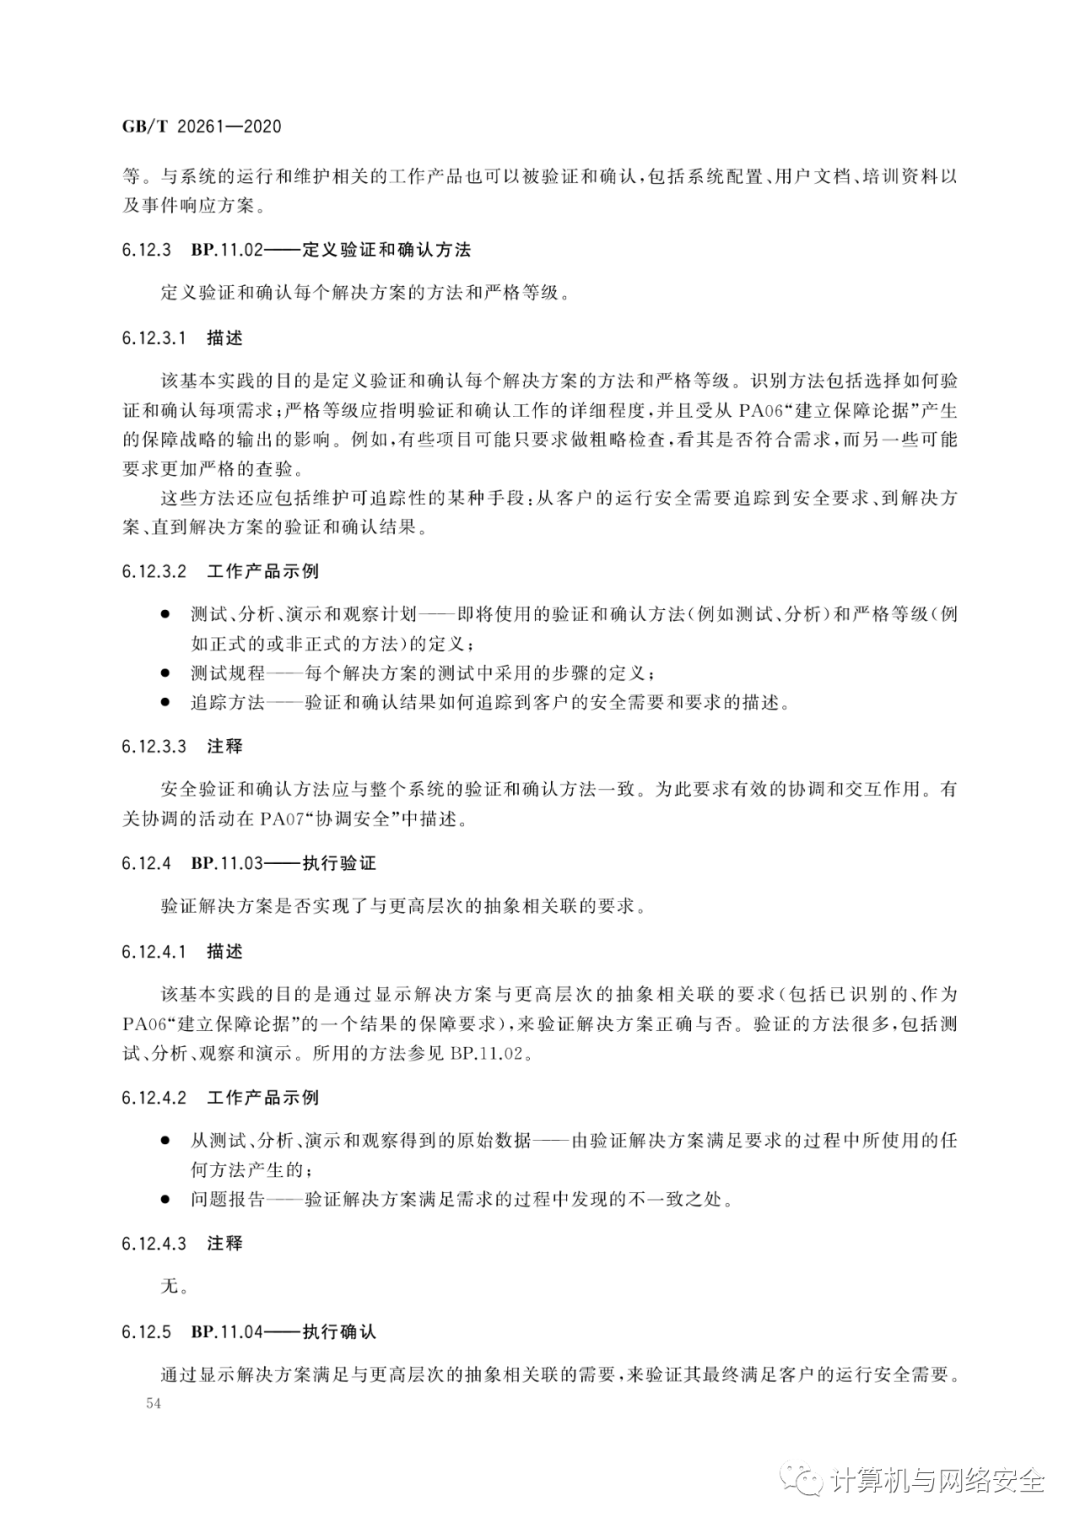 GB/T 20261—2020
等。与系统的运行和维护相关的工作产品也可以被验证和确认,包括系统配置、用户文档、培训资料以
及事件响应方案。
6.12.3 BP.11.02——定义验证和确认方法
定义验证和确认每个解决方案的方法和严格等级。
6.12.3.1 描述
该基本实践的目的是定义验证和确认每个解决方案的方法和严格等级。识别方法包括选择如何验
证和确认每项需求;严格等级应指明验证和确认工作的详细程度,并且受从 PA06“建立保障论据”产生
的保障战略的输出的影响。例如,有些项目可能只要求做粗略检查,看其是否符合需求,而另一些可能
要求更加严格的查验。
这些方法还应包括维护可追踪性的某种手段:从客户的运行安全需要追踪到安全要求、到解决方
案、直到解决方案的验证和确认结果。
6.12.3.2 工作产品示例
● 测试、分析、演示和观察计划——即将使用的验证和确认方法(例如测试、分析)和严格等级(例
如正式的或非正式的方法)的定义;
● 测试规程——每个解决方案的测试中采用的步骤的定义;
● 追踪方法——验证和确认结果如何追踪到客户的安全需要和要求的描述。
6.12.3.3 注释
安全验证和确认方法应与整个系统的验证和确认方法一致。为此要求有效的协调和交互作用。有
关协调的活动在 PA07“协调安全”中描述。
6.12.4 BP.11.03——执行验证
验证解决方案是否实现了与更高层次的抽象相关联的要求。
6.12.4.1 描述
该基本实践的目的是通过显示解决方案与更高层次的抽象相关联的要求(包括已识别的、作为
PA06“建立保障论据”的一个结果的保障要求),来验证解决方案正确与否。验证的方法很多,包括测
试、分析、观察和演示。所用的方法参见 BP.11.02。
6.12.4.2 工作产品示例
● 从测试、分析、演示和观察得到的原始数据——由验证解决方案满足要求的过程中所使用的任
何方法产生的;
● 问题报告——验证解决方案满足需求的过程中发现的不一致之处。
6.12.4.3 注释
无。
6.12.5 BP.11.04——执行确认
通过显示解决方案满足与更高层次的抽象相关联的需要,来验证其最终满足客户的运行安全需要。
54
计算机与网络安全